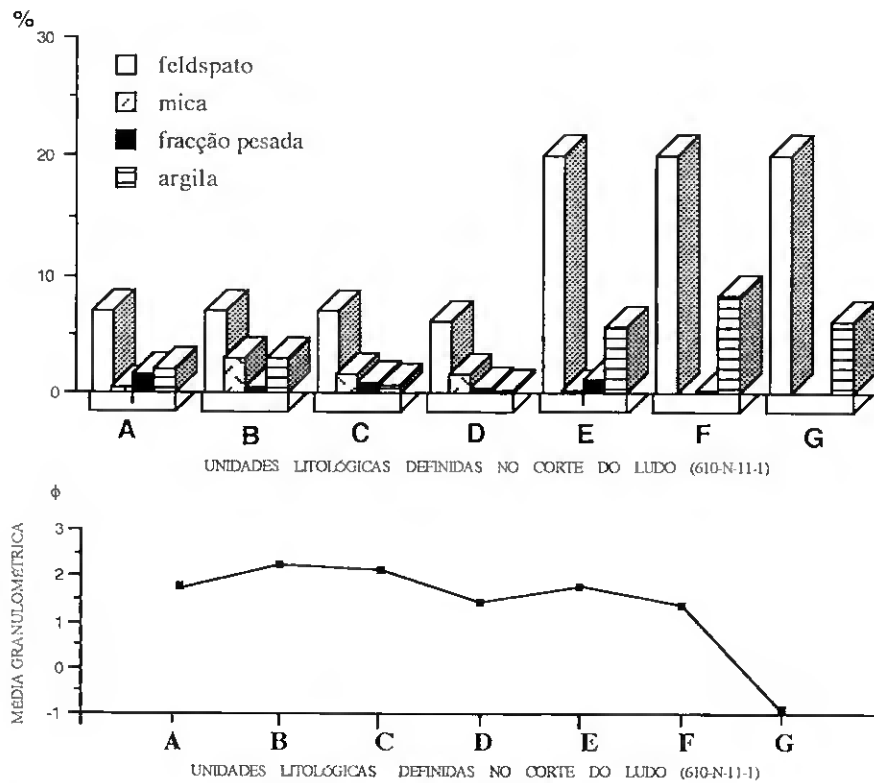 %
30
feldspato
mica
fracção pesada
argila
20
10
0
A B C D E F G
UNIDADES LITOLÓGICAS DEFINIDAS NO CORTE DO LUDO (610-N-11-1)
ϕ
MÉDIA GRANULOMÉTRICA
3
2
1
0
-1
A B C D E F G
UNIDADES LITOLÓGICAS DEFINIDAS NO CORTE DO LUDO (610-N-11-1)